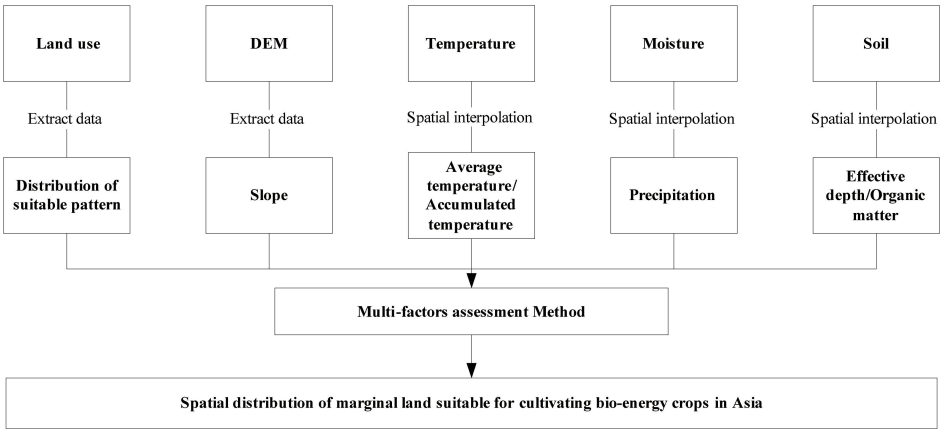 Land use
DEM
Temperature
Moisture
Soil
Extract data
Extract data
Spatial interpolation
Spatial interpolation
Spatial interpolation
Distribution of
suitable pattern
Slope
Average
temperature/
Accumulated
temperature
Precipitation
Effective
depth/Organic
matter
Multi-factors assessment Method
Spatial distribution of marginal land suitable for cultivating bio-energy crops in Asia